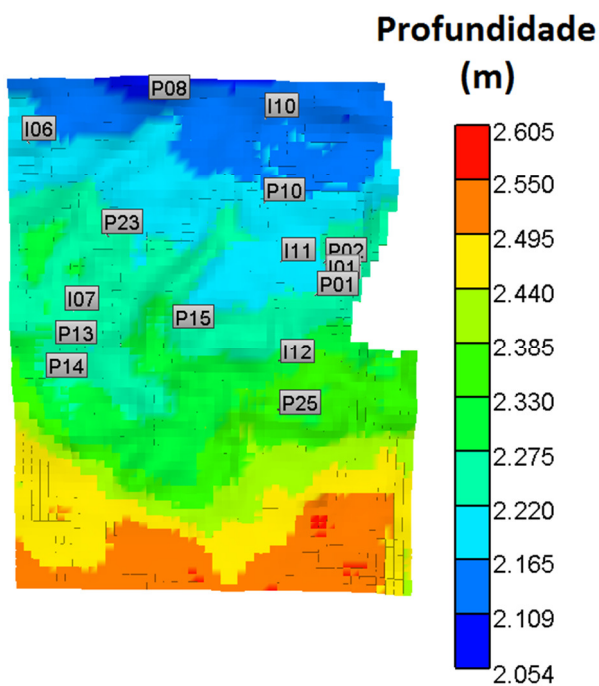 Profundidade
(m)
P08
I10
I06
P10
P23
I11
P02
I01
P01
I07
P15
P13
I12
P14
P25
2.605
2.550
2.495
2.440
2.385
2.330
2.275
2.220
2.165
2.109
2.054